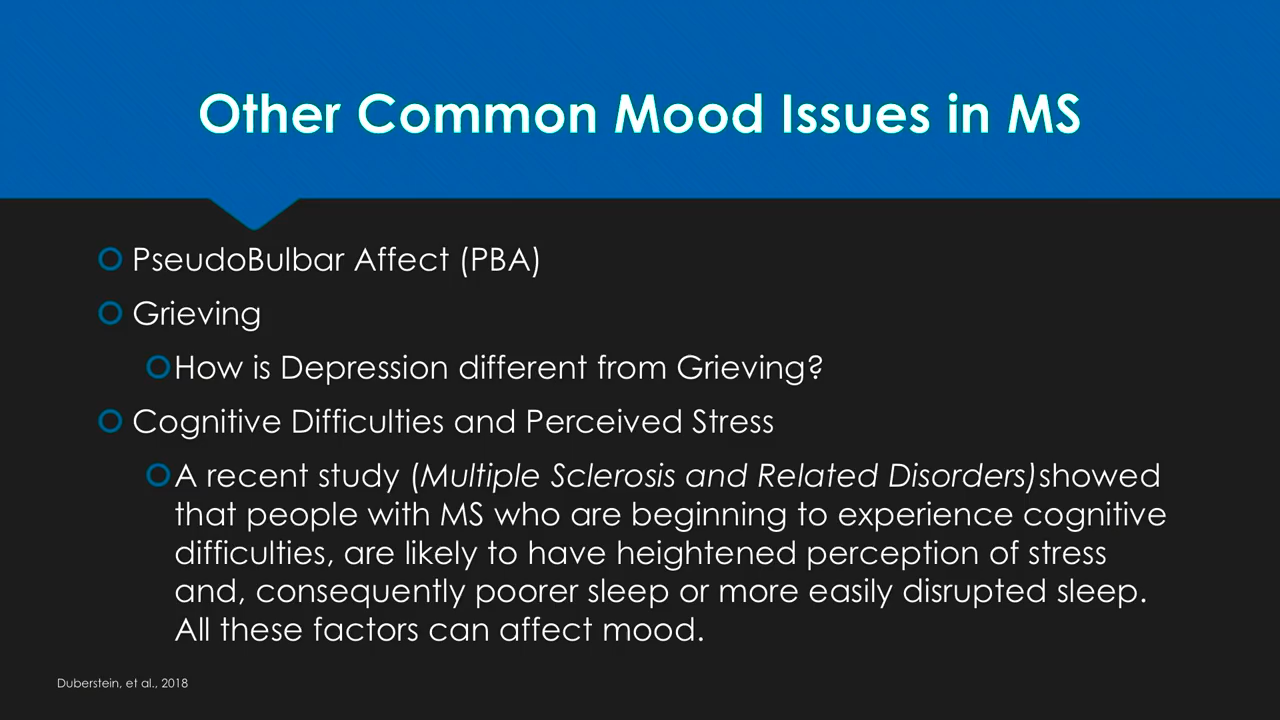 Other Common Mood Issues in MS
PseudoBulbar Affect (PBA)
Grieving
How is Depression different from Grieving?
Cognitive Difficulties and Perceived Stress
A recent study (Multiple Sclerosis and Related Disorders)showed
that people with MS who are beginning to experience cognitive
difficulties, are likely to have heightened perception of stress
and, consequently poorer sleep or more easily disrupted sleep.
All these factors can affect mood.
Duberstein, et al., 2018